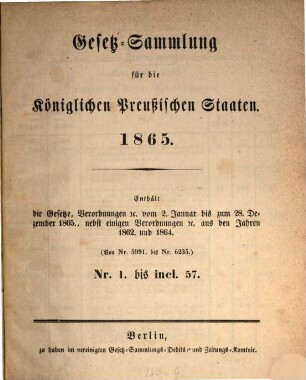 Gesetz-Sammlung
für die
Königlichen Preußischen Staaten.
1865.
Enthält
die Gesetze, Verordnungen ꝛc. vom 2. Januar bis zum 28. De-
zember 1865., nebst einigen Verordnungen ꝛc. aus den Jahren
1862. und 1864.
(Von Nr. 5991. bis Nr. 6235.)
Nr. 1. bis incl. 57.
Berlin,
zu haben im vereinigten Gesetz-Sammlungs-Debits- und Zeitungs-Komtoir.